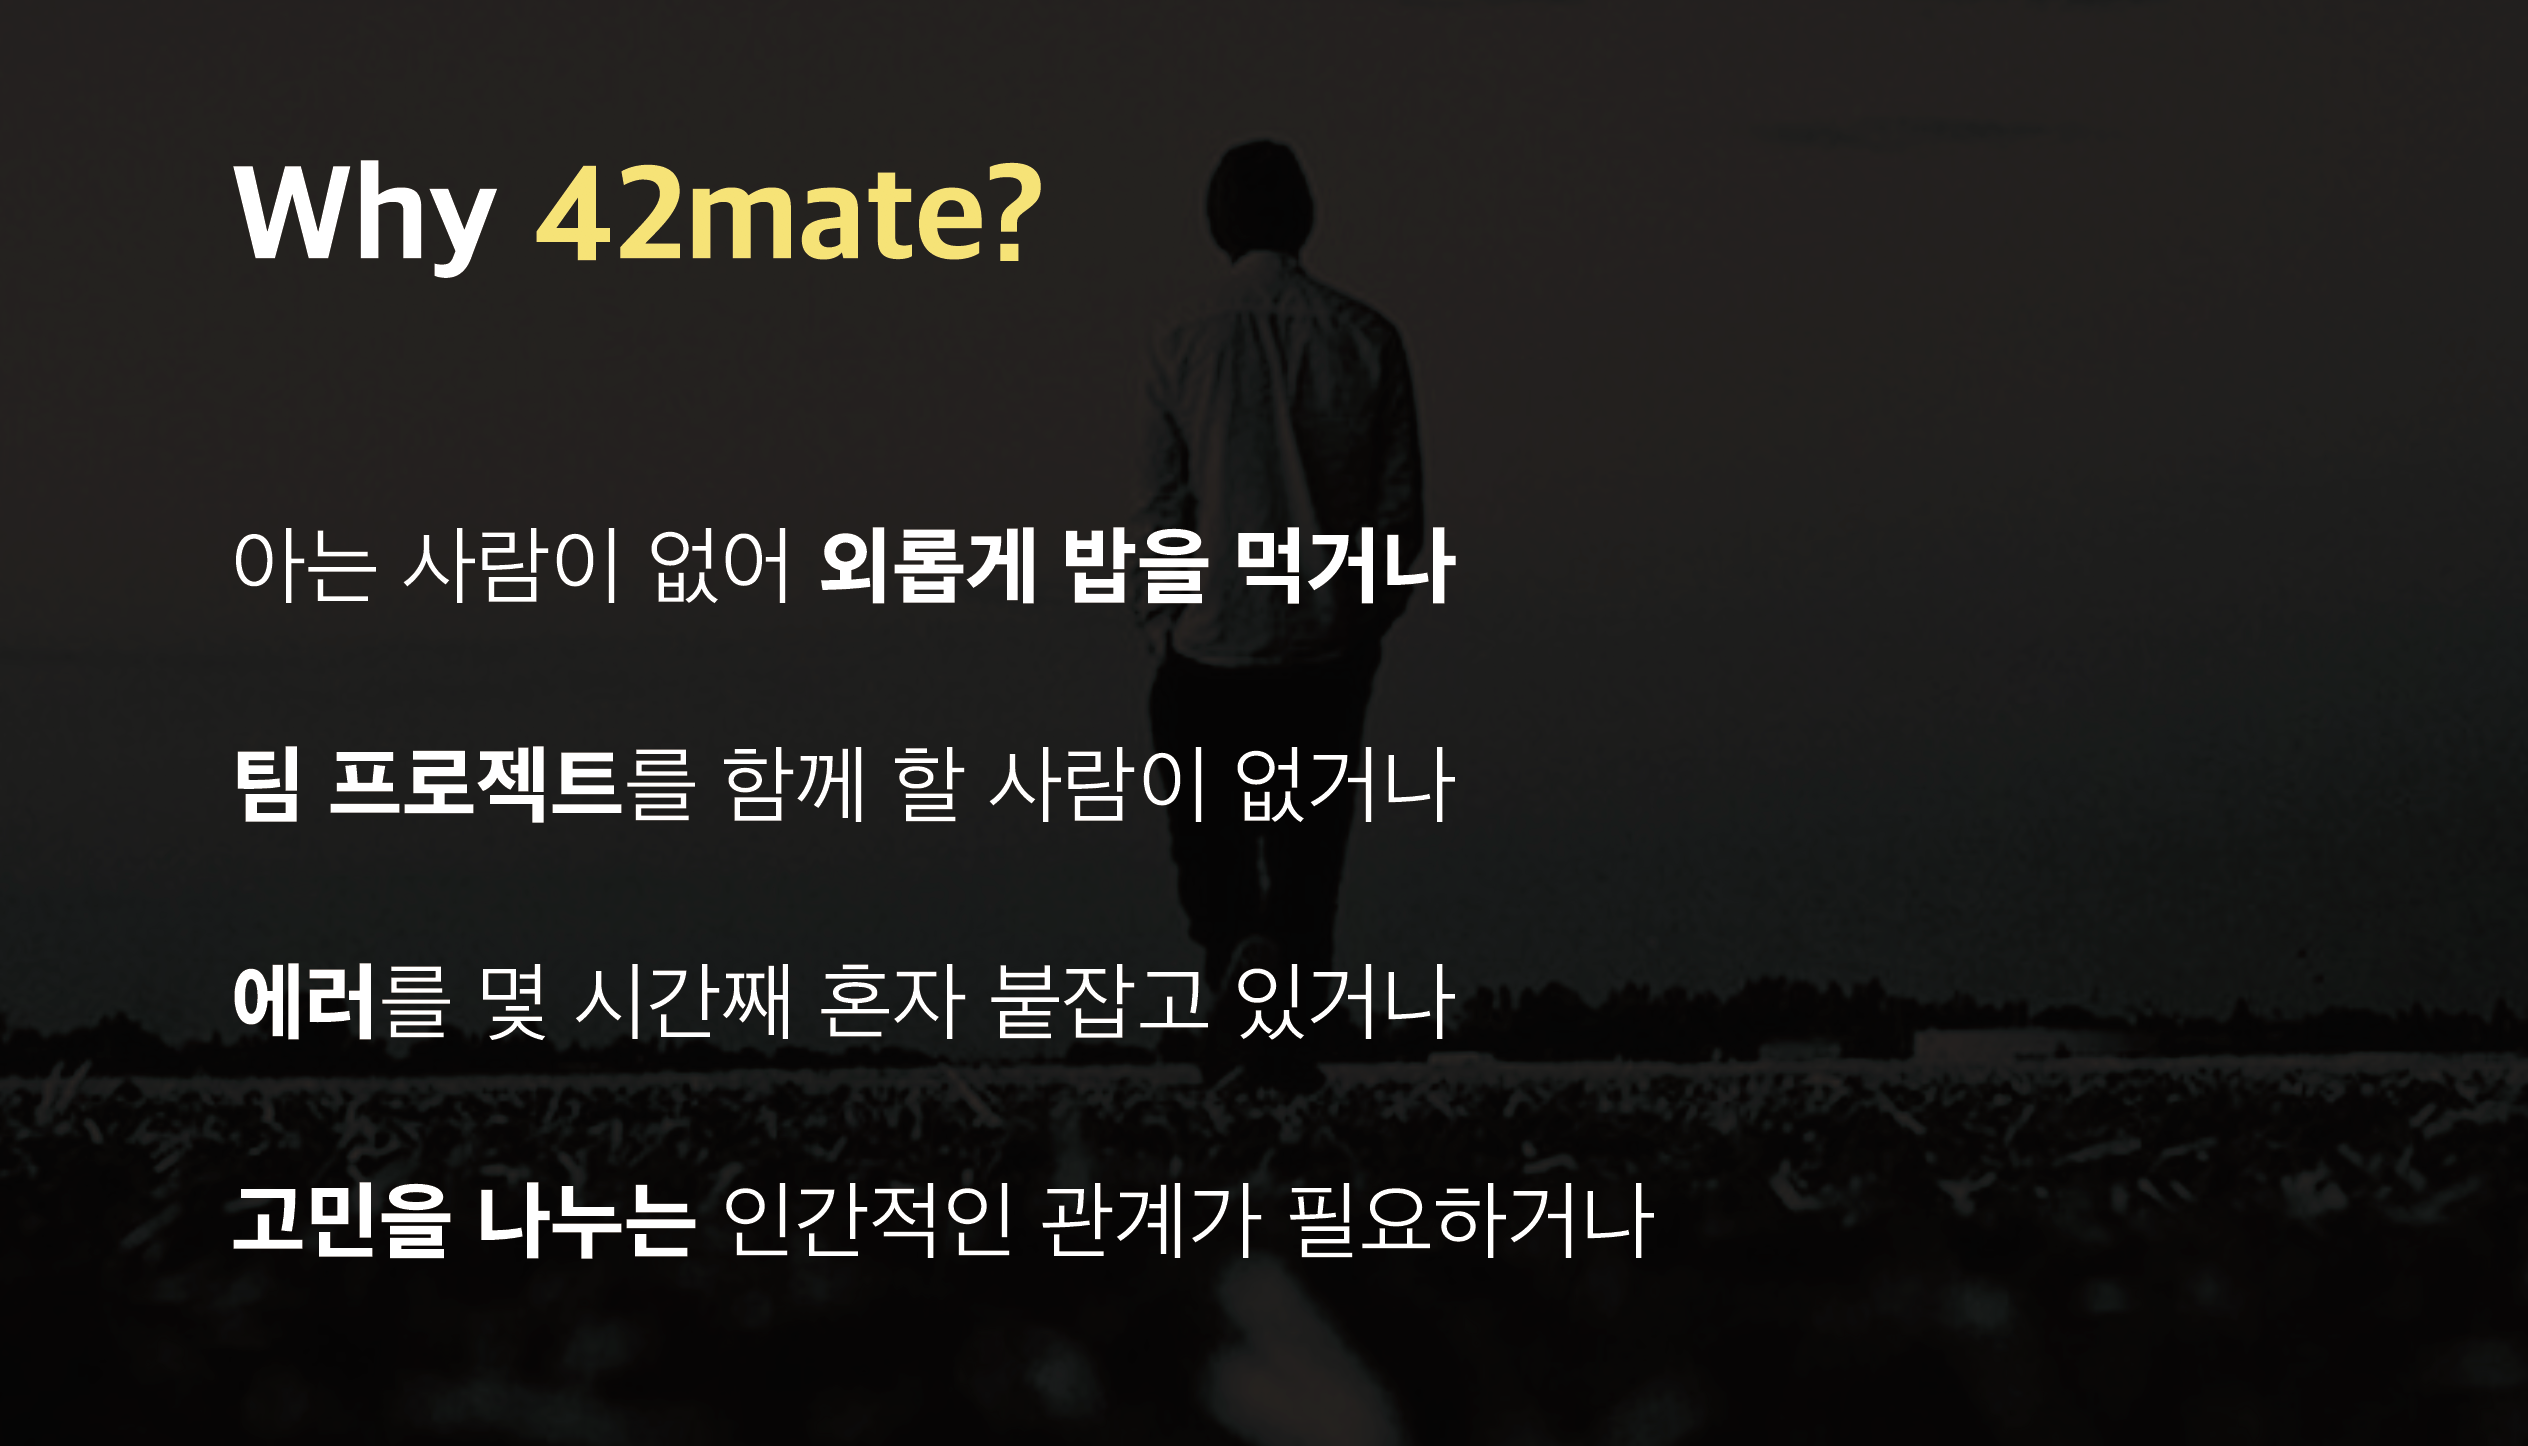 Why 42mate?
아는 사람이 없어 외롭게 밥을 먹거나
팀 프로젝트를 함께 할 사람이 없거나
에러를 몇 시간째 혼자 붙잡고 있거나
고민을 나누는 인간적인 관계가 필요하거나